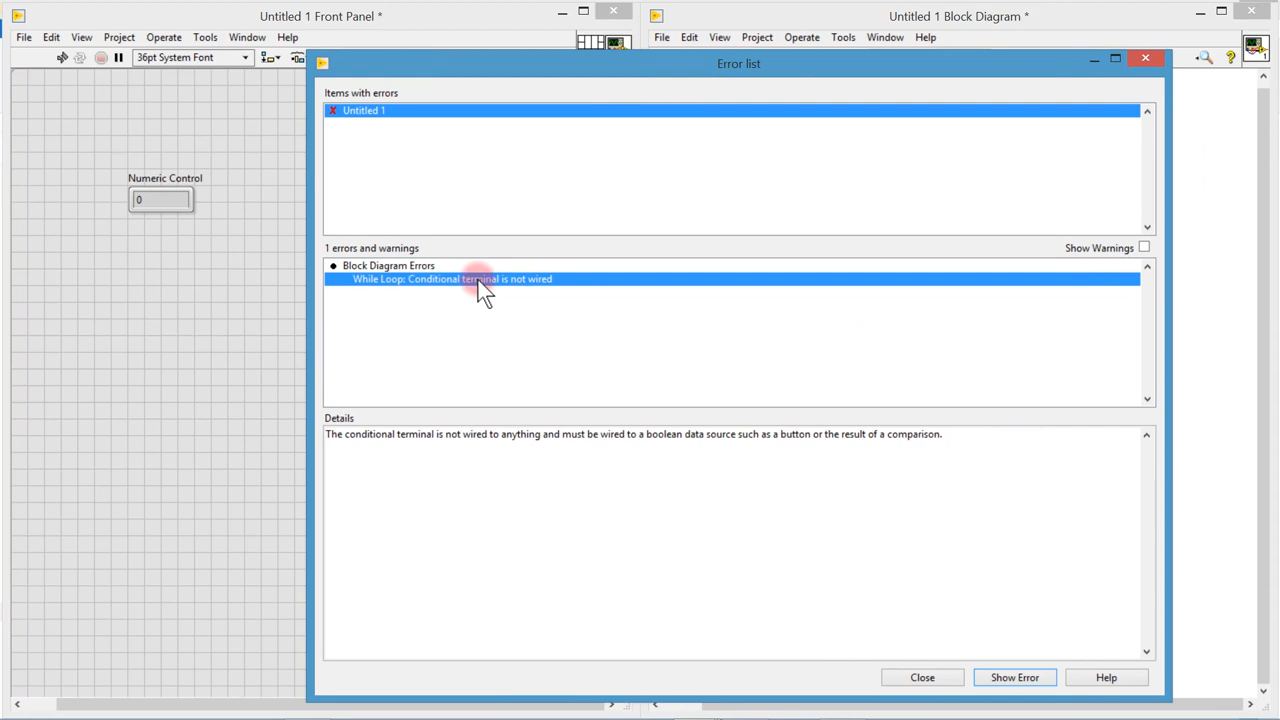 Untitled 1 Front Panel *
Untitled 1 Block Diagram *
File Edit View Project Operate Tools Window Help
File Edit View Project Operate Tools Window Help
36pt System Font
?
1
Error list
Items with errors
Untitled 1
Numeric Control
0
1 errors and warnings
Show Warnings
Block Diagram Errors
While Loop: Conditional terminal is not wired
Details
The conditional terminal is not wired to anything and must be wired to a boolean data source such as a button or the result of a comparison.
Close Show Error Help